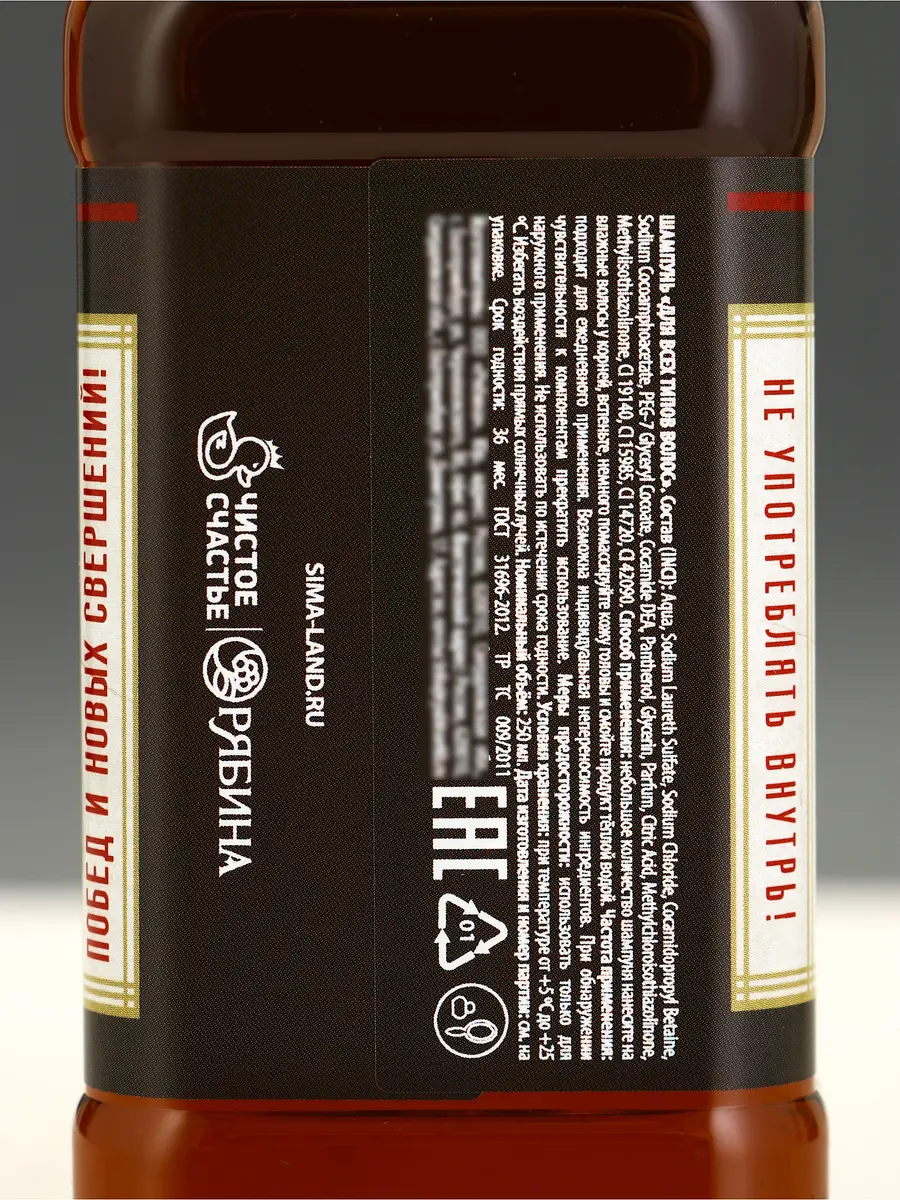 ПОБЕД И НОВЫХ СВЕРШЕНИЙ!
ЧИСТОЕ
СЧАСТЬЕ
РЯБИНА
SIMA-LAND.RU
ШАМПУНЬ «ДЛЯ ВСЕХ ТИПОВ ВОЛОС». Состав (INCI): Aqua, Sodium Laureth Sulfate, Sodium Chloride, Cocamidopropyl Betaine,
Sodium Cocoamphoacetate, PEG-7 Glyceryl Cocoate, Cocamide DEA, Panthenol, Glycerin, Parfum, Citric Acid, Methylchloroisothiazolinone,
Methylisothiazolinone, CI 19140, CI 15985, CI 14720, CI 42090. Способ применения: небольшое количество шампуня нанесите на
влажные волосы у корней, вспеньте, немного помассируйте кожу головы и смойте продукт тёплой водой. Частота применения:
подходит для ежедневного применения. Возможна индивидуальная непереносимость ингредиентов. При обнаружении
чувствительности к компонентам прекратить использование. Меры предосторожности: использовать только для
наружного применения. Не использовать по истечении срока годности. Условия хранения: при температуре от +5 °C до +25
°C Избегать воздействия прямых солнечных лучей. Номинальный объём: 250 мл. Дата изготовления и номер партии: см. на
упаковке. Срок годности: 36 мес. ГОСТ 31696-2012. ТР ТС 009/2011
EAC
01
НЕ УПОТРЕБЛЯТЬ ВНУТРЬ!